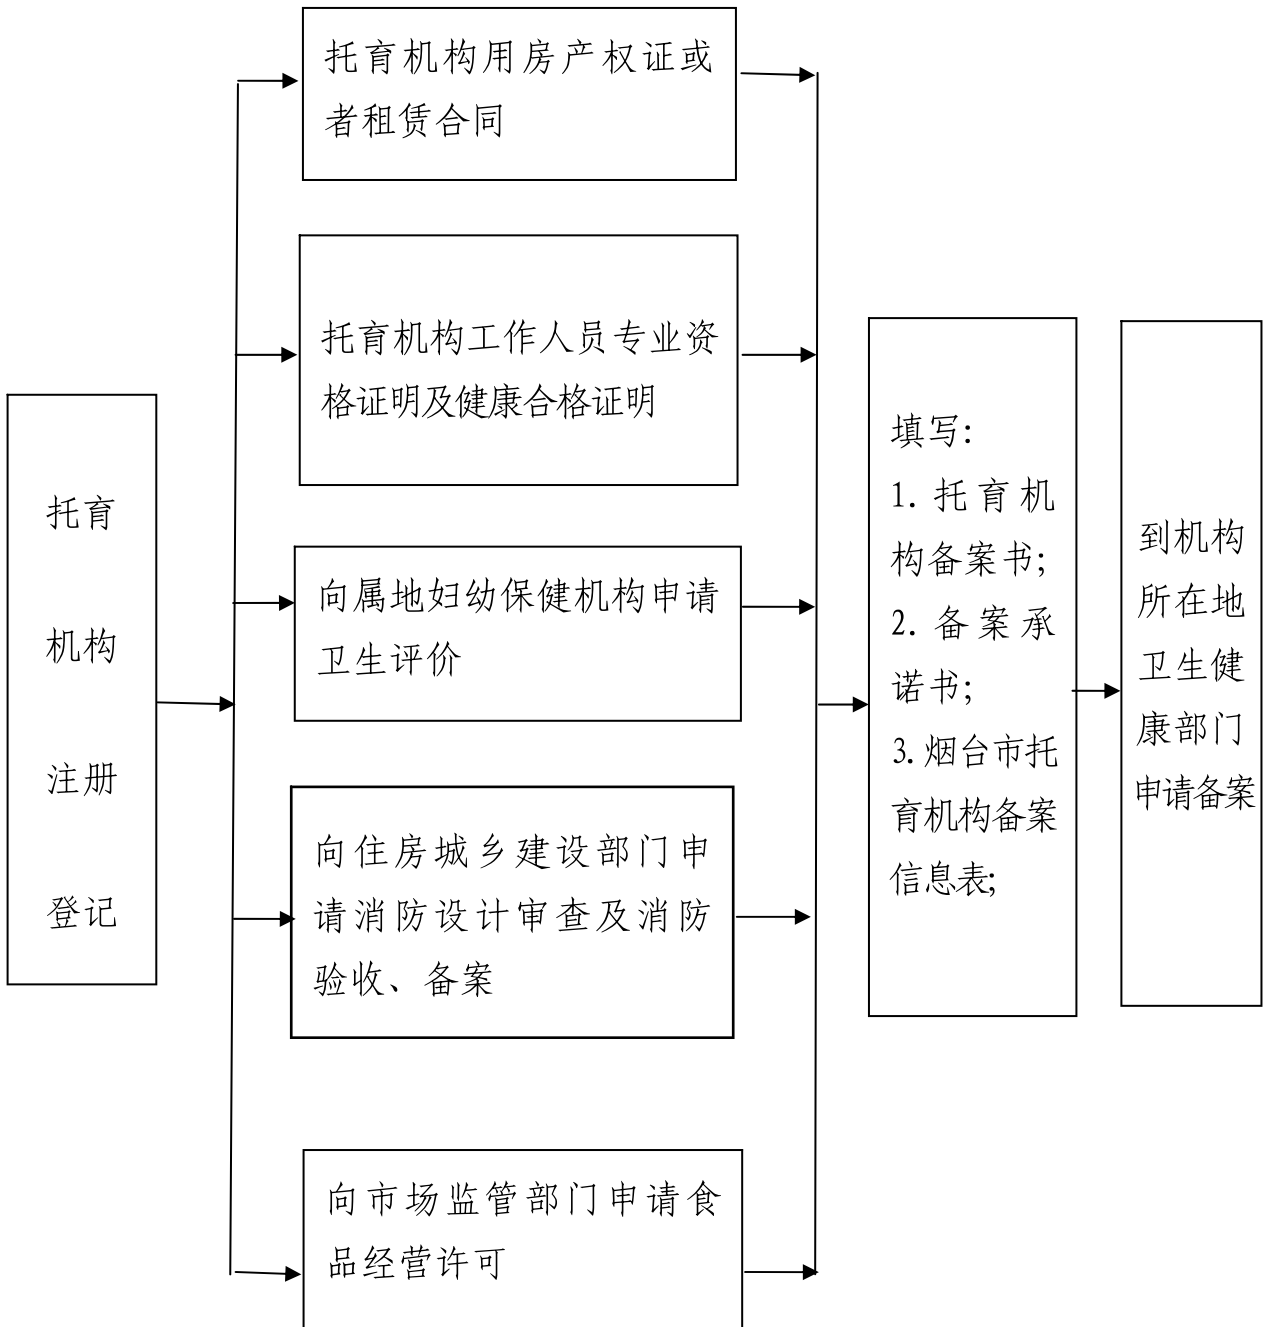 托育
机构
注册
登记
托育机构用房产权证或
者租赁合同
托育机构工作人员专业资
格证明及健康合格证明
向属地妇幼保健机构申请
卫生评价
向住房城乡建设部门申
请消防设计审查及消防
验收、备案
向市场监管部门申请食
品经营许可
填写:
1. 托育机
构备案书;
2. 备案承
诺书;
3. 烟台市托
育机构备案
信息表;
到机构
所在地
卫生健
康部门
申请备案